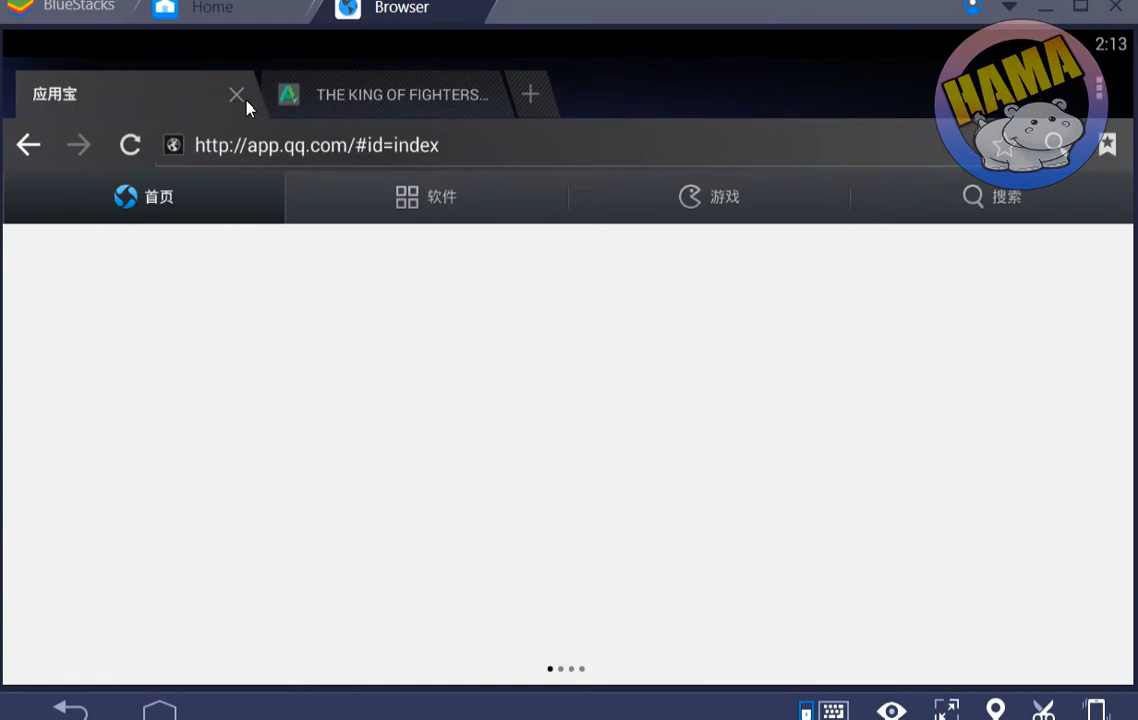 BlueStacks
Home
Browser
2:13
HAMA
应用宝
THE KING OF FIGHTERS...
http://app.qq.com/#id=index
首页
软件
游戏
搜索